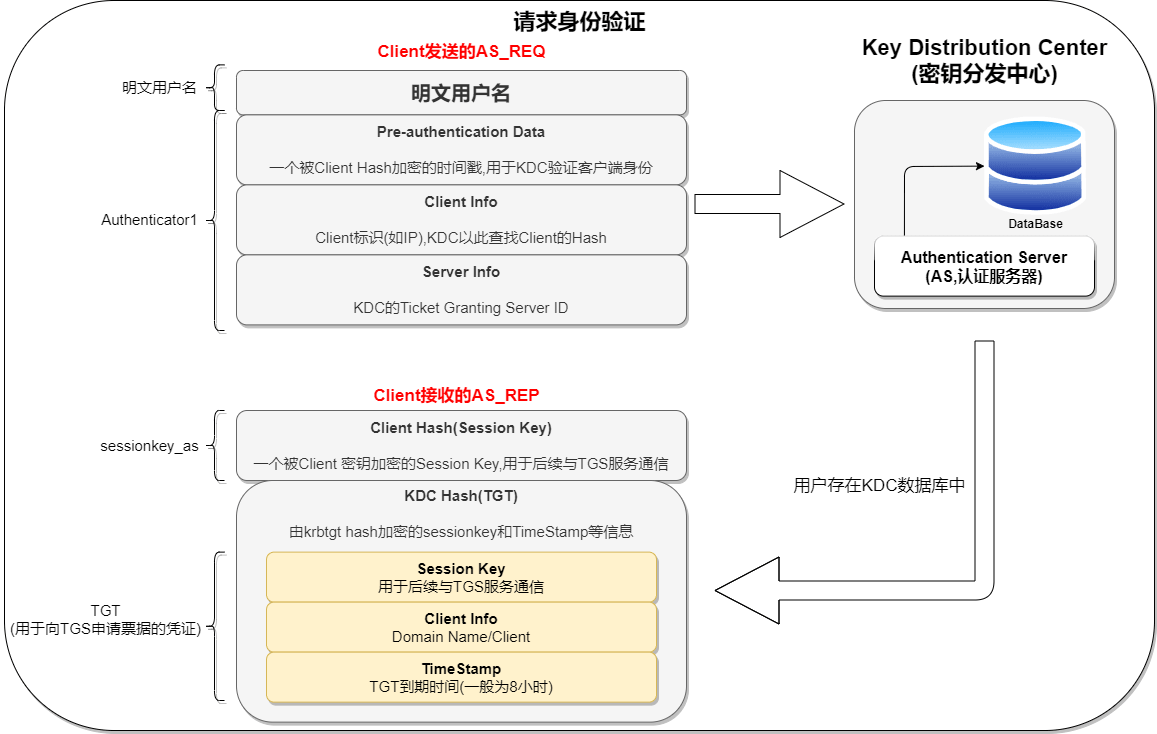 请求身份验证
Client发送的AS_REQ
Key Distribution Center
(密钥分发中心)
明文用户名
明文用户名
Pre-authentication Data
一个被Client Hash加密的时间戳,用于KDC验证客户端身份
Authenticator1
Client Info
Client标识(如IP),KDC以此查找Client的Hash
Server Info
KDC的Ticket Granting Server ID
DataBase
Authentication Server
(AS,认证服务器)
Client接收的AS_REP
sessionkey_as
Client Hash(Session Key)
一个被Client 密钥加密的Session Key,用于后续与TGS服务通信
KDC Hash(TGT)
由krbtgt hash加密的sessionkey和TimeStamp等信息
用户存在KDC数据库中
TGT
(用于向TGS申请票据的凭证)
Session Key
用于后续与TGS服务通信
Client Info
Domain Name/Client
TimeStamp
TGT到期时间(一般为8小时)